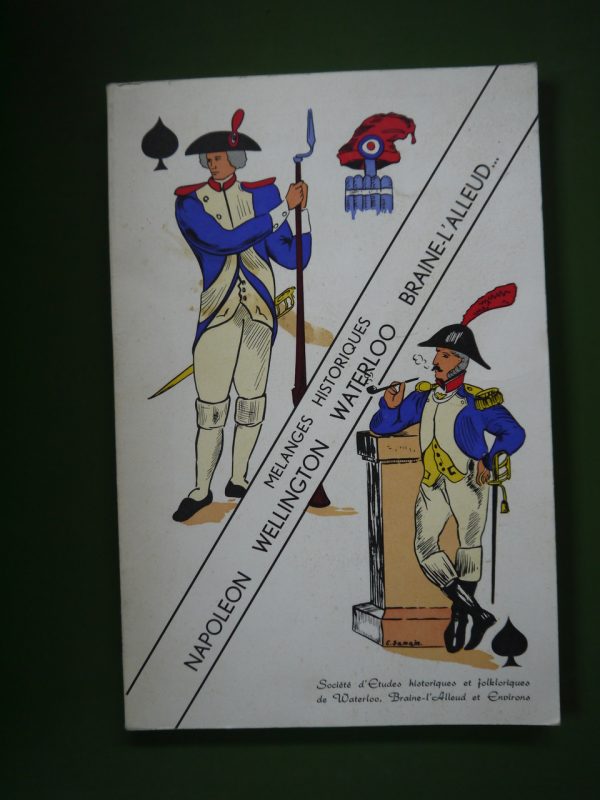 MELANGES HISTORIQUES
NAPOLEON WELLINGTON WATERLOO BRAINE-L'ALLEUD...
Société d'Etudes historiques et folkloriques
de Waterloo, Braine-l'Alleud et Environs